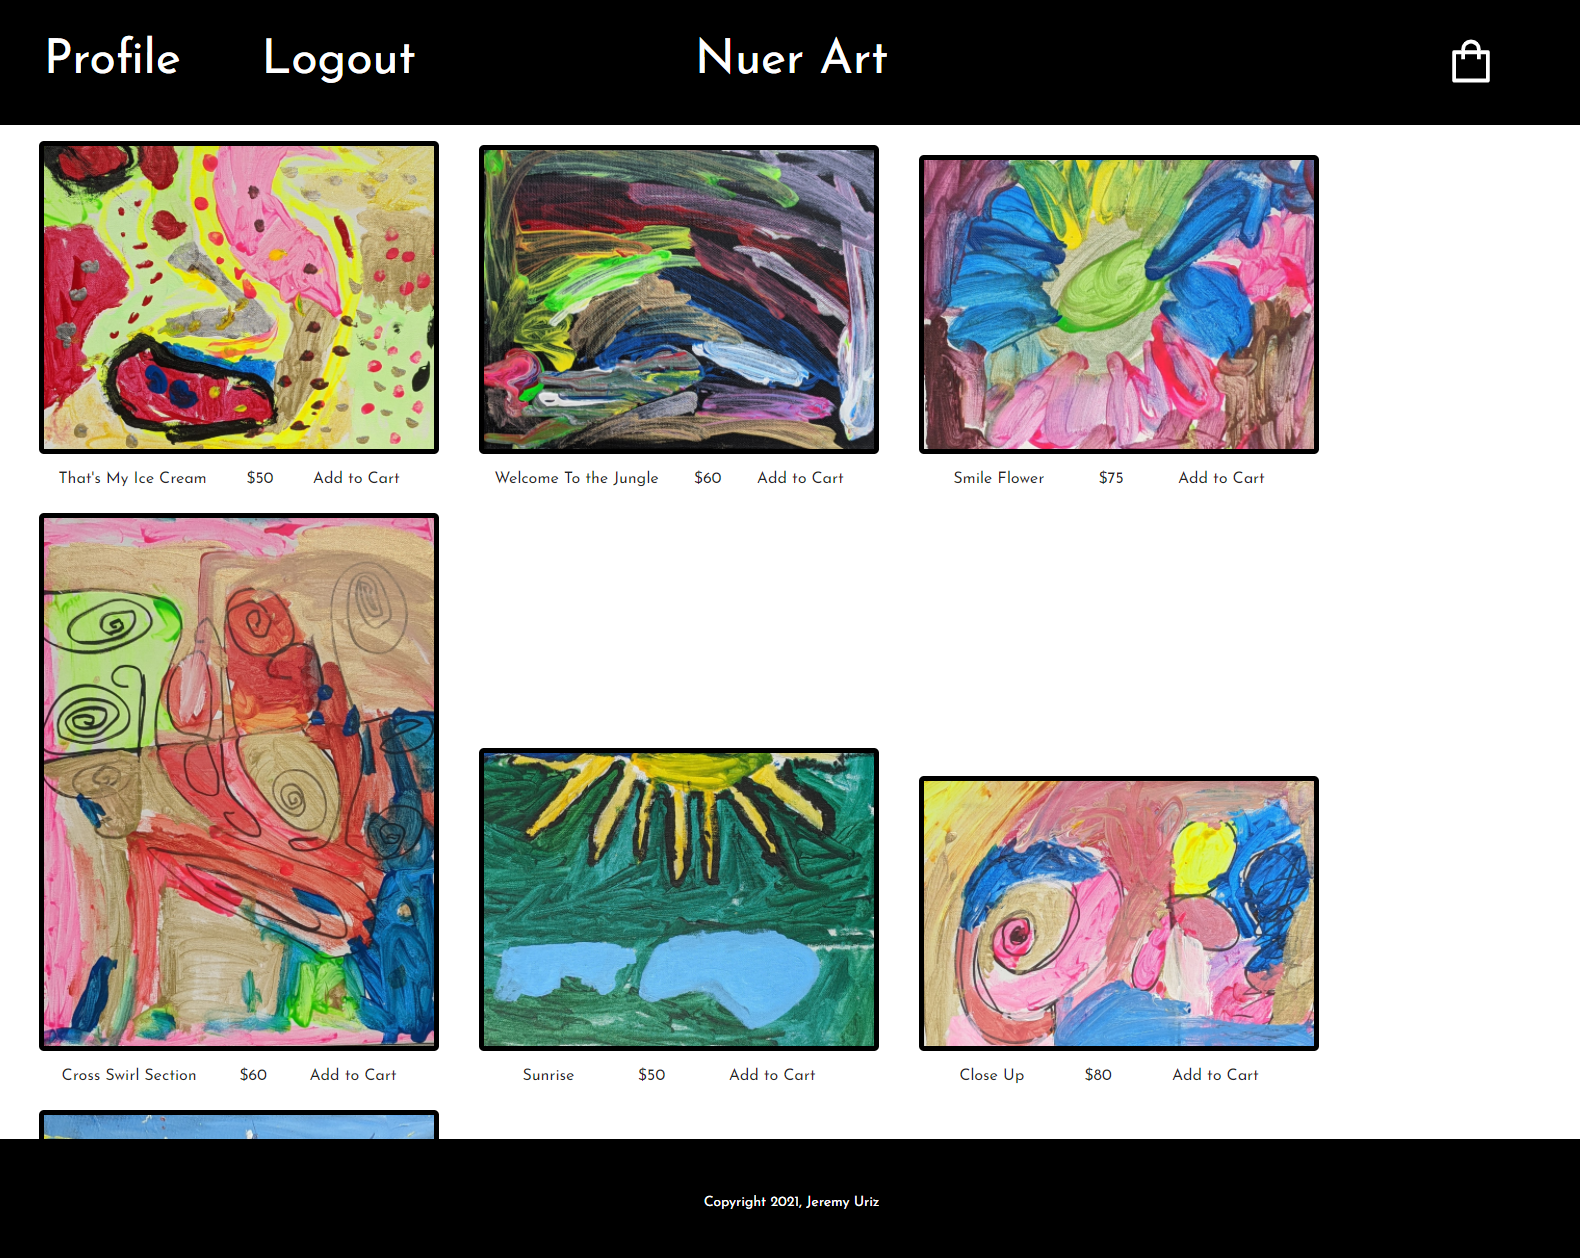 Profile Logout Nuer Art
That's My Ice Cream $50 Add to Cart
Welcome To the Jungle $60 Add to Cart
Smile Flower $75 Add to Cart
Cross Swirl Section $60 Add to Cart
Sunrise $50 Add to Cart
Close Up $80 Add to Cart
Copyright 2021, Jeremy Uriz